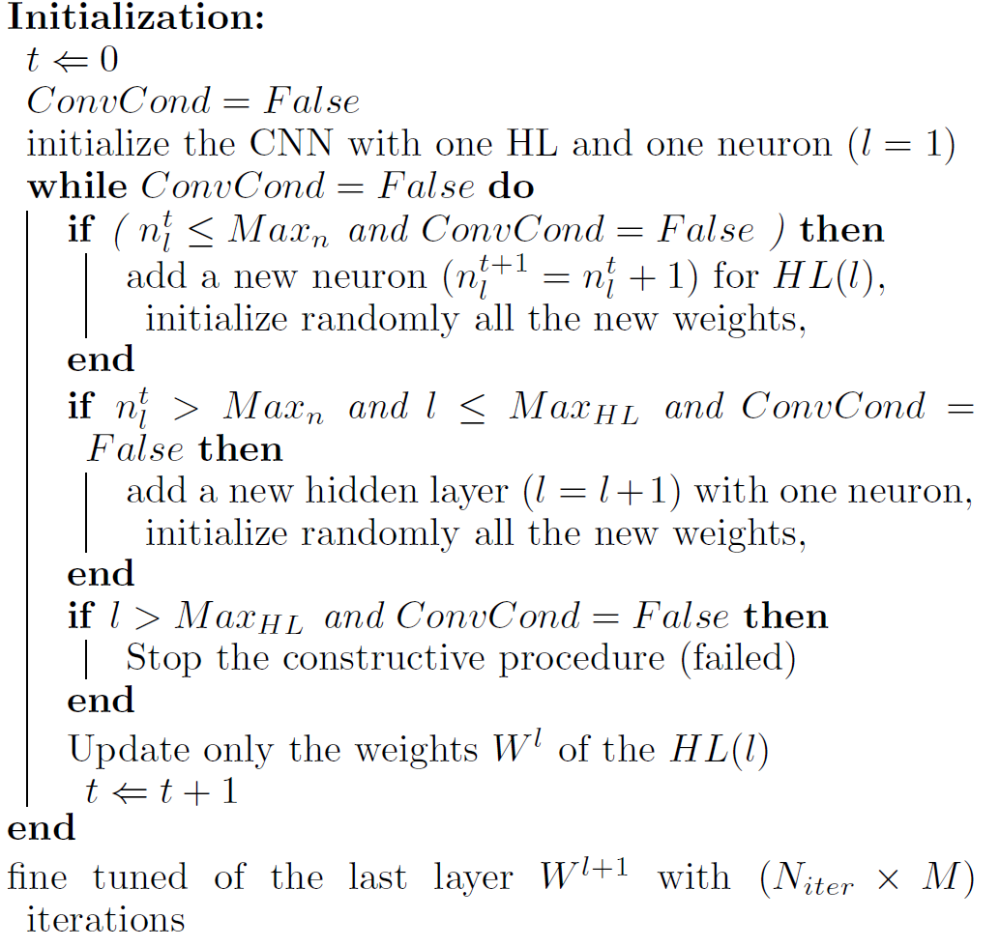 Initialization:
t ⇐ 0
ConvCond = False
initialize the CNN with one HL and one neuron (l = 1)
while ConvCond = False do
if ( n_l^t ≤ Max_n and ConvCond = False ) then
add a new neuron (n_l^{t+1} = n_l^t + 1) for HL(l),
initialize randomly all the new weights,
end
if n_l^t > Max_n and l ≤ Max_{HL} and ConvCond =
False then
add a new hidden layer (l = l+1) with one neuron,
initialize randomly all the new weights,
end
if l > Max_{HL} and ConvCond = False then
Stop the constructive procedure (failed)
end
Update only the weights W^l of the HL(l)
t ⇐ t + 1
end
fine tuned of the last layer W^{l+1} with (N_{iter} × M)
iterations